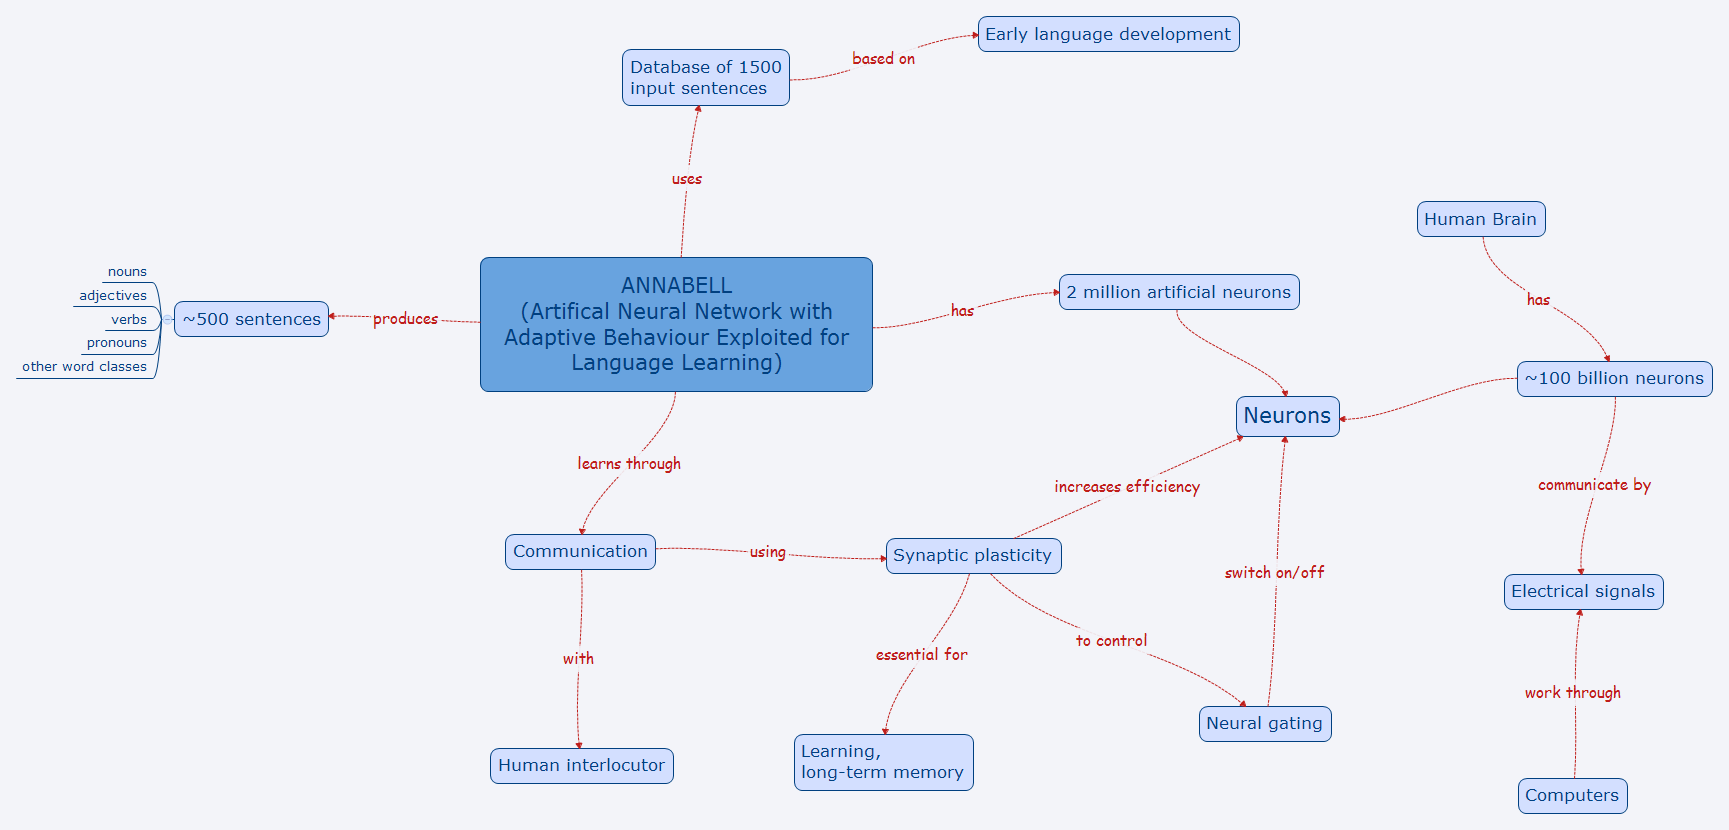 Early language development
based on
Database of 1500
input sentences
uses
Human Brain
has
ANNABELL
(Artifical Neural Network with
Adaptive Behaviour Exploited for
Language Learning)
has
2 million artificial neurons
nouns
adjectives
verbs
pronouns
other word classes
~500 sentences
produces
~100 billion neurons
Neurons
learns through
increases efficiency
communicate by
Communication
using
Synaptic plasticity
switch on/off
Electrical signals
with
essential for
to control
work through
Human interlocutor
Learning,
long-term memory
Neural gating
Computers